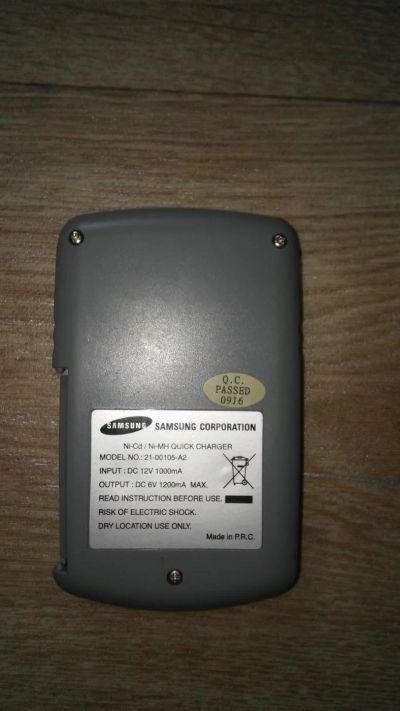 Q.C.
PASSED
0916
SAMSUNG SAMSUNG CORPORATION
Ni-Cd / Ni-MH QUICK CHARGER
MODEL NO.: 21-00105-A2
INPUT : DC 12V 1000mA
OUTPUT : DC 6V 1200mA MAX.
READ INSTRUCTION BEFORE USE.
RISK OF ELECTRIC SHOCK.
DRY LOCATION USE ONLY.
Made in P.R.C.